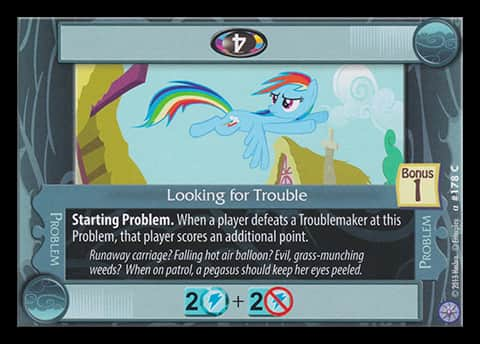 4
Looking for Trouble
Bonus
1
Starting Problem. When a player defeats a Troublemaker at this
Problem, that player scores an additional point.
Runaway carriage? Falling hot air balloon? Evil, grass-munching
weeds? When on patrol, a pegasus should keep her eyes peeled.
PROBLEM
PROBLEM
2 + 2
α #178 C
© 2013 Hasbro.